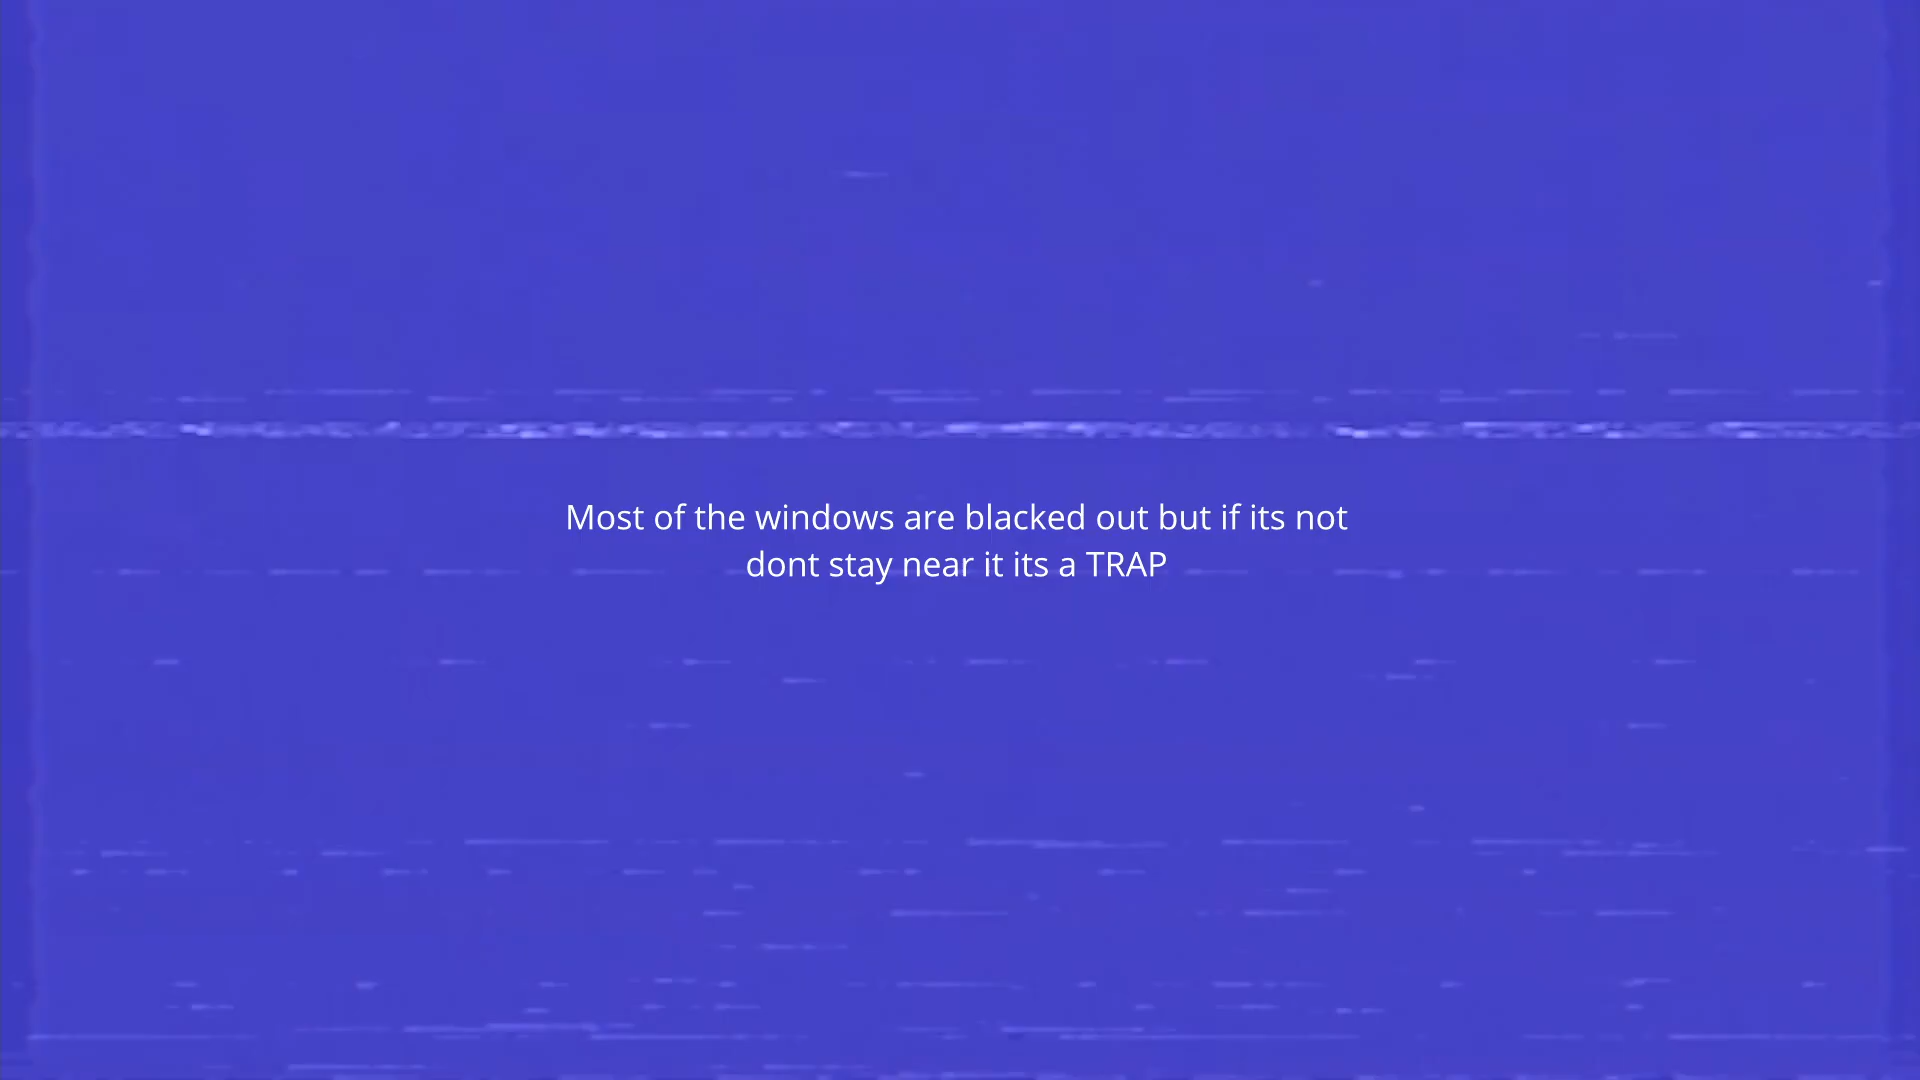 Most of the windows are blacked out but if its not
dont stay near it its a TRAP